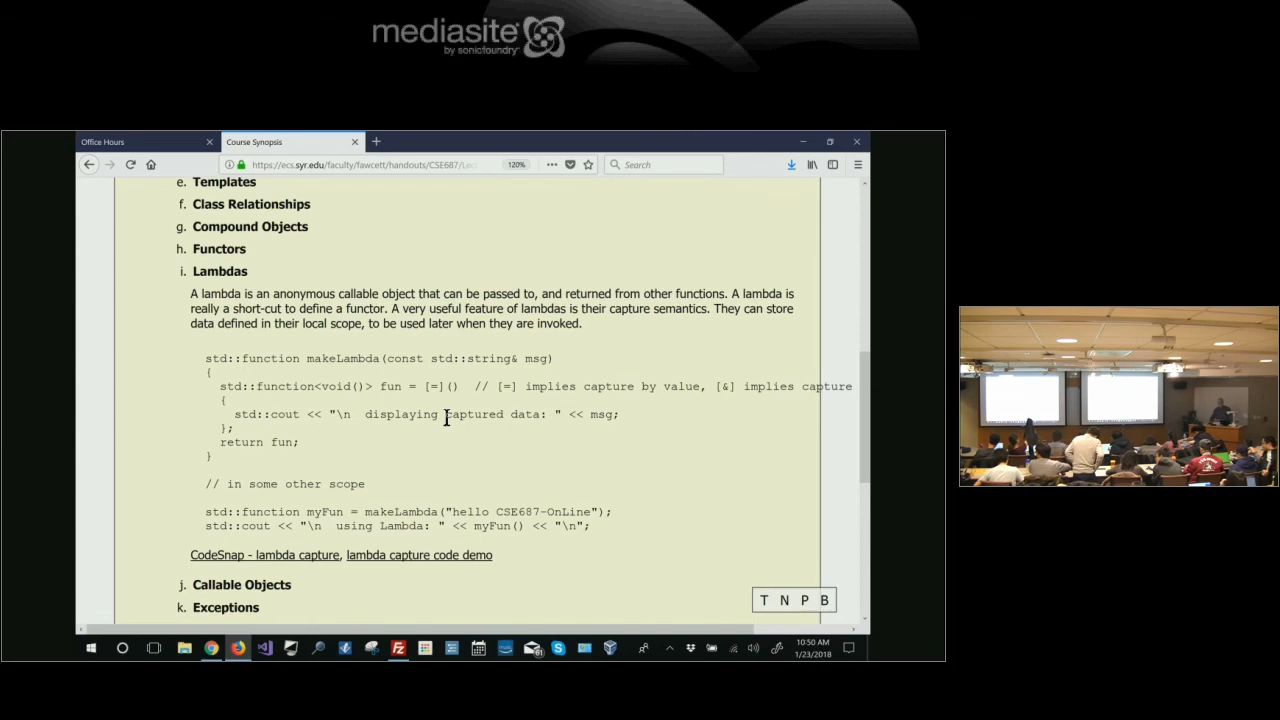 mediasite
by sonicfoundry
Office Hours
Course Synopsis
https://ecs.syr.edu/faculty/fawcett/handouts/CSE687/Lec
120%
Search
e. Templates
f. Class Relationships
g. Compound Objects
h. Functors
i. Lambdas
A lambda is an anonymous callable object that can be passed to, and returned from other functions. A lambda is
really a short-cut to define a functor. A very useful feature of lambdas is their capture semantics. They can store
data defined in their local scope, to be used later when they are invoked.
std::function makeLambda(const std::string& msg)
{
std::function<void()> fun = [=]() // [=] implies capture by value, [&] implies capture
{
std::cout << "\n displaying captured data: " << msg;
};
return fun;
}
// in some other scope
std::function myFun = makeLambda("hello CSE687-OnLine");
std::cout << "\n using Lambda: " << myFun() << "\n";
CodeSnap - lambda capture, lambda capture code demo
j. Callable Objects
k. Exceptions
T N P B
10:50 AM
1/23/2018